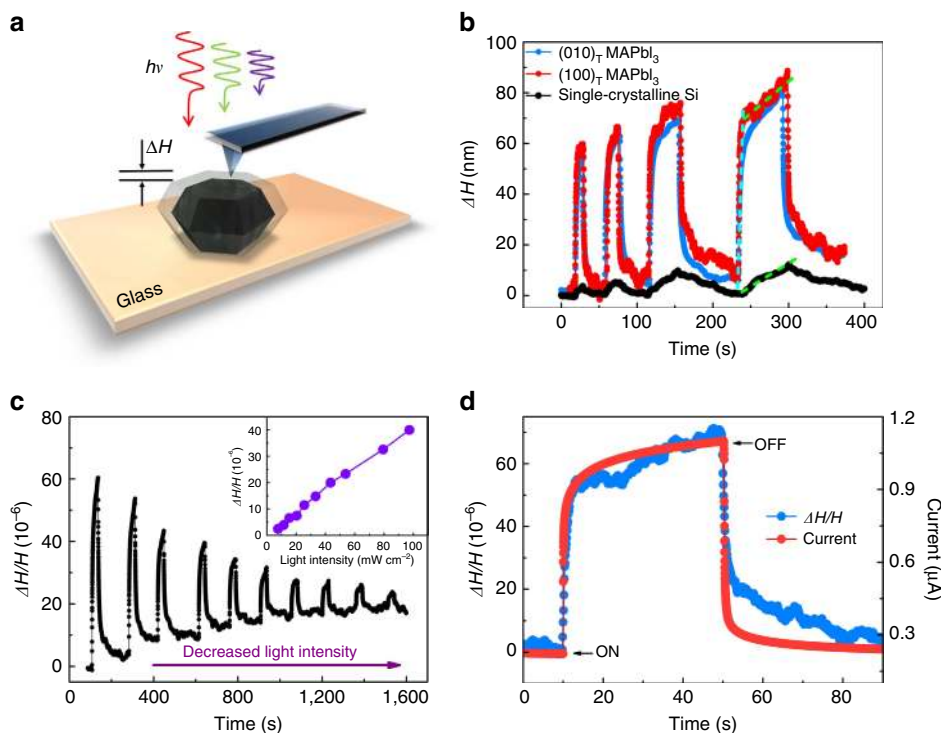 a
hν
ΔH
Glass
b
100
80
60
40
20
0
ΔH (nm)
(010)T MAPbI3
(100)T MAPbI3
Single-crystalline Si
0
100
200
300
400
Time (s)
c
80
60
40
20
0
ΔH/H (10−6)
40
30
20
10
0
ΔH/H (10−6)
0
20
40
60
80
100
Light intensity (mW cm−2)
Decreased light intensity
0
400
800
1,200
1,600
Time (s)
d
60
40
20
0
ΔH/H (10−6)
OFF
ΔH/H
Current
ON
1.2
0.9
0.6
0.3
Current (μA)
0
20
40
60
80
Time (s)